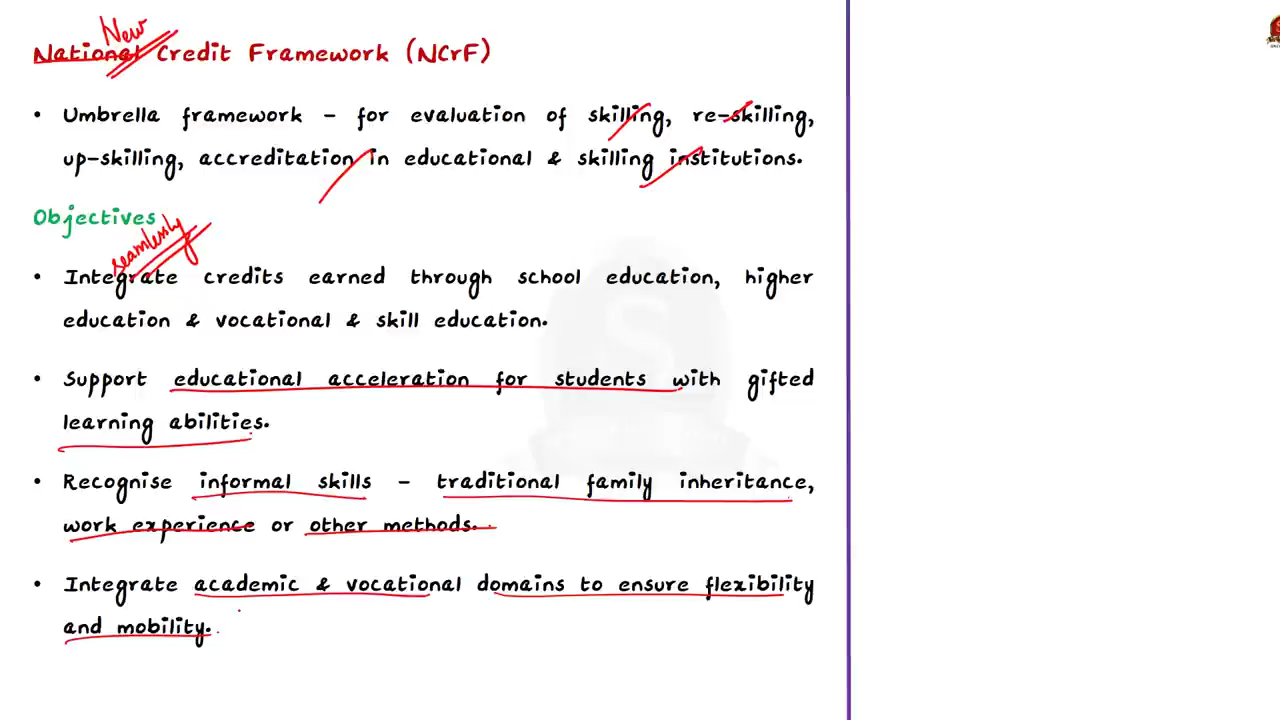 New
National Credit Framework (NCrF)
• Umbrella framework – for evaluation of skilling, re-skilling,
up-skilling, accreditation in educational & skilling institutions.
Objectives
seamlessly
• Integrate credits earned through school education, higher
education & vocational & skill education.
• Support educational acceleration for students with gifted
learning abilities.
• Recognise informal skills – traditional family inheritance,
work experience or other methods.
• Integrate academic & vocational domains to ensure flexibility
and mobility.